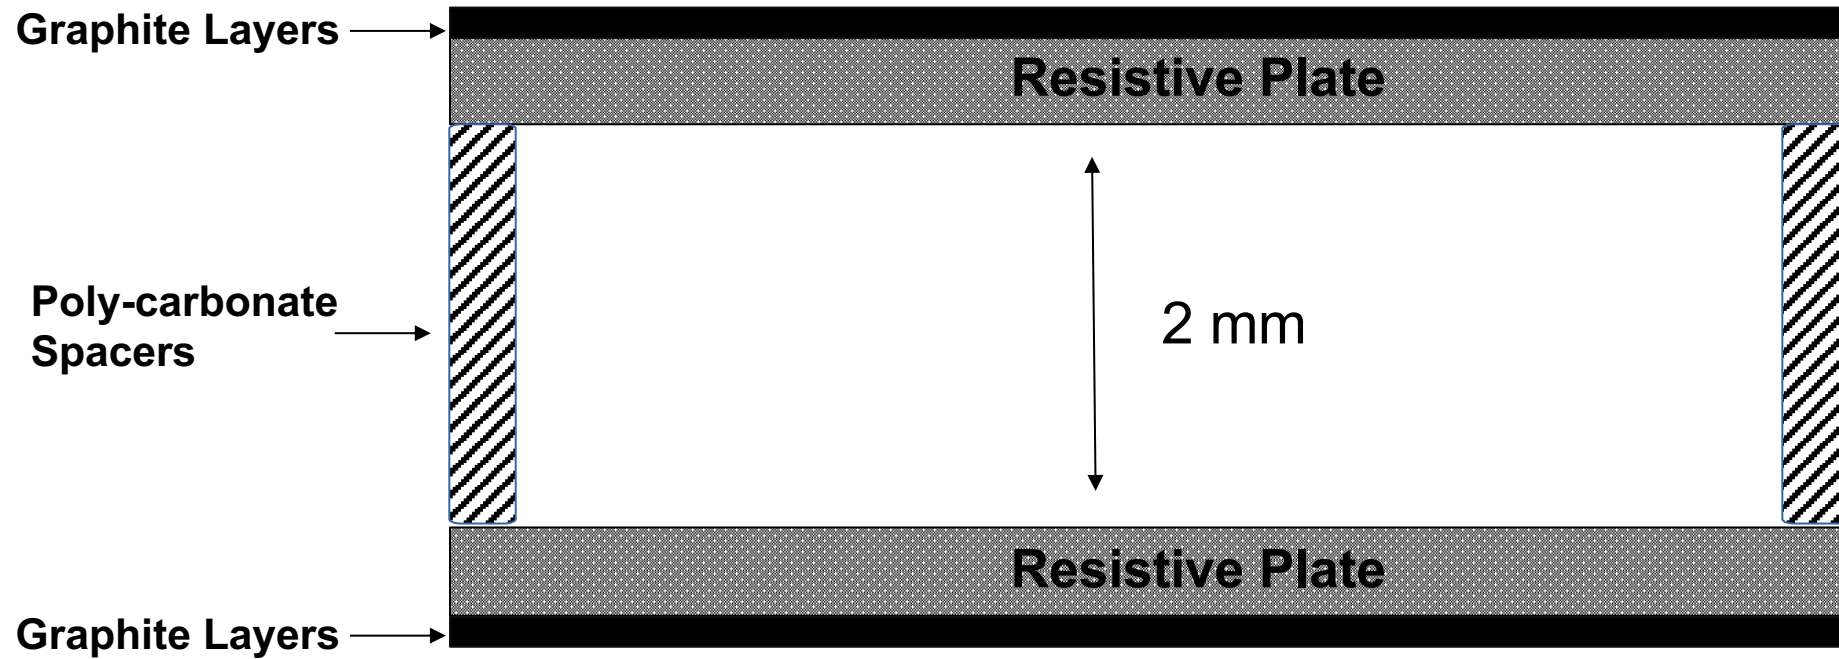 Graphite Layers
Resistive Plate
Poly-carbonate
Spacers
2 mm
Resistive Plate
Graphite Layers